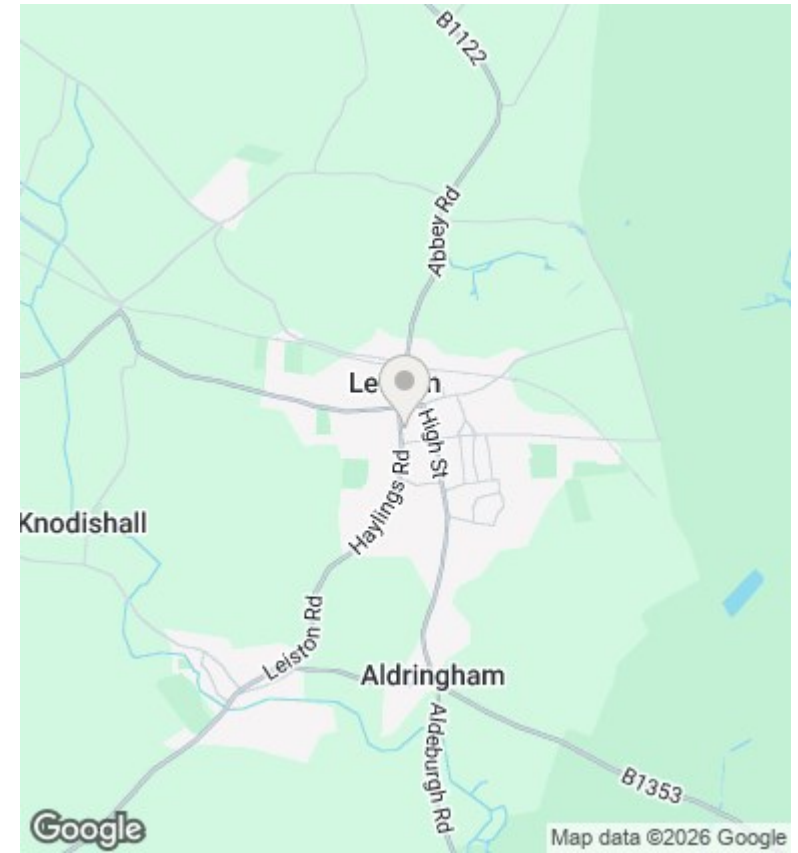 B1122
Abbey Rd
Le n
High St
Haylings Rd
Knodishall
Leiston Rd
Aldringham
Aldeburgh Rd
B1353
Google
Map data ©2026 Google